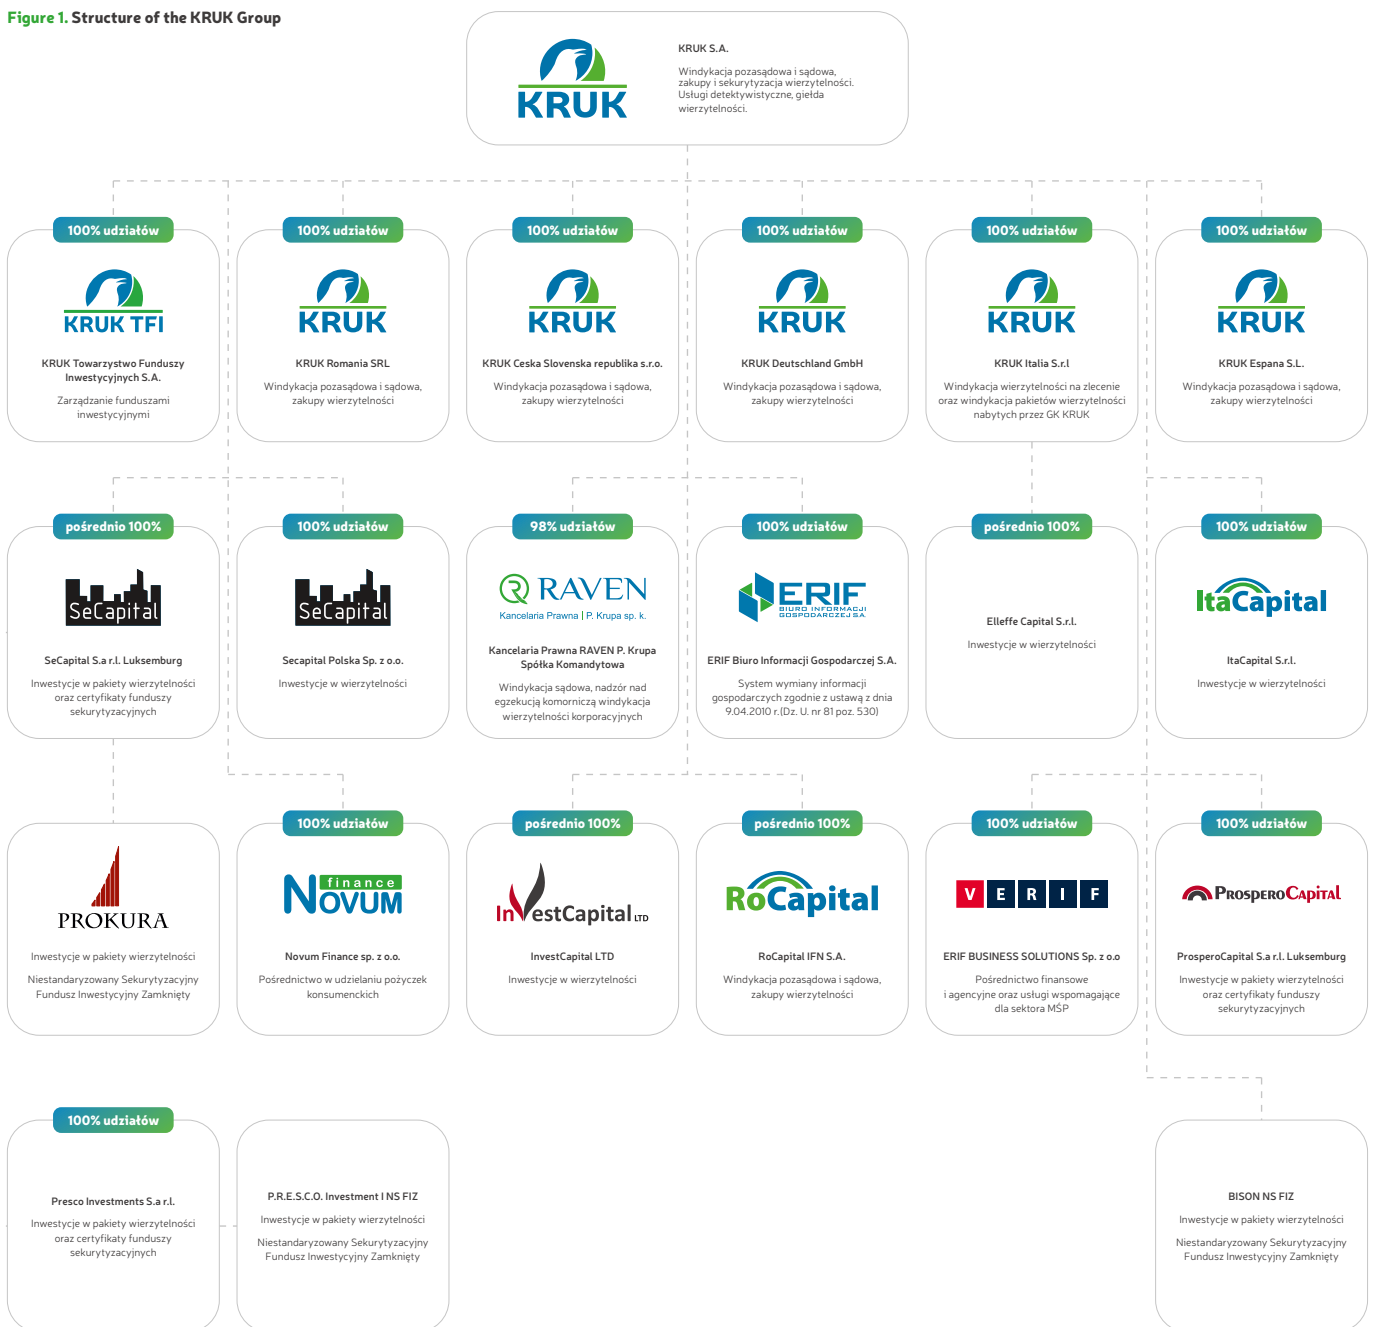 Figure 1. Structure of the KRUK Group
KRUK
KRUK S.A.
Windykacja pozasądowa i sądowa,
zakupy i sekurytyzacja wierzytelności.
Usługi detektywistyczne, giełda
wierzytelności.
100% udziałów
KRUK TFI
KRUK Towarzystwo Funduszy
Inwestycyjnych S.A.
Zarządzanie funduszami
inwestycyjnymi
100% udziałów
KRUK
KRUK Romania SRL
Windykacja pozasądowa i sądowa,
zakupy wierzytelności
100% udziałów
KRUK
KRUK Ceska Slovenska republika s.r.o.
Windykacja pozasądowa i sądowa,
zakupy wierzytelności
100% udziałów
KRUK
KRUK Deutschland GmbH
Windykacja pozasądowa i sądowa,
zakupy wierzytelności
100% udziałów
KRUK
KRUK Italia S.r.l
Windykacja wierzytelności na zlecenie
oraz windykacja pakietów wierzytelności
nabytych przez GK KRUK
100% udziałów
KRUK
KRUK Espana S.L.
Windykacja pozasądowa i sądowa,
zakupy wierzytelności
pośrednio 100%
SeCapital
SeCapital S.a r.l. Luksemburg
Inwestycje w pakiety wierzytelności
oraz certyfikaty funduszy
sekurytyzacyjnych
100% udziałów
SeCapital
Secapital Polska Sp. z o.o.
Inwestycje w wierzytelności
98% udziałów
RAVEN
Kancelaria Prawna | P. Krupa sp. k.
Kancelaria Prawna RAVEN P. Krupa
Spółka Komandytowa
Windykacja sądowa, nadzór nad
egzekucją komorniczą windykacja
wierzytelności korporacyjnych
100% udziałów
ERIF
BIURO INFORMACJI
GOSPODARCZEJ S.A.
ERIF Biuro Informacji Gospodarczej S.A.
System wymiany informacji
gospodarczych zgodnie z ustawą z dnia
9.04.2010 r.(Dz. U. nr 81 poz. 530)
pośrednio 100%
Elleffe Capital S.r.l.
Inwestycje w wierzytelności
100% udziałów
ItaCapital
ItaCapital S.r.l.
Inwestycje w wierzytelności
PROKURA
Inwestycje w pakiety wierzytelności
Niestandaryzowany Sekurytyzacyjny
Fundusz Inwestycyjny Zamknięty
100% udziałów
finance
NOVUM
Novum Finance sp. z o.o.
Pośrednictwo w udzielaniu pożyczek
konsumenckich
pośrednio 100%
InVestCapital LTD
InvestCapital LTD
Inwestycje w wierzytelności
pośrednio 100%
RoCapital
RoCapital IFN S.A.
Windykacja pozasądowa i sądowa,
zakupy wierzytelności
100% udziałów
VERIF
ERIF BUSINESS SOLUTIONS Sp. z o.o
Pośrednictwo finansowe
i agencyjne oraz usługi wspomagające
dla sektora MŚP
100% udziałów
PROSPEROCAPITAL
ProsperoCapital S.a r.l. Luksemburg
Inwestycje w pakiety wierzytelności
oraz certyfikaty funduszy
sekurytyzacyjnych
100% udziałów
Presco Investments S.a r.l.
Inwestycje w pakiety wierzytelności
oraz certyfikaty funduszy
sekurytyzacyjnych
P.R.E.S.C.O. Investment I NS FIZ
Inwestycje w pakiety wierzytelności
Niestandaryzowany Sekurytyzacyjny
Fundusz Inwestycyjny Zamknięty
BISON NS FIZ
Inwestycje w pakiety wierzytelności
Niestandaryzowany Sekurytyzacyjny
Fundusz Inwestycyjny Zamknięty